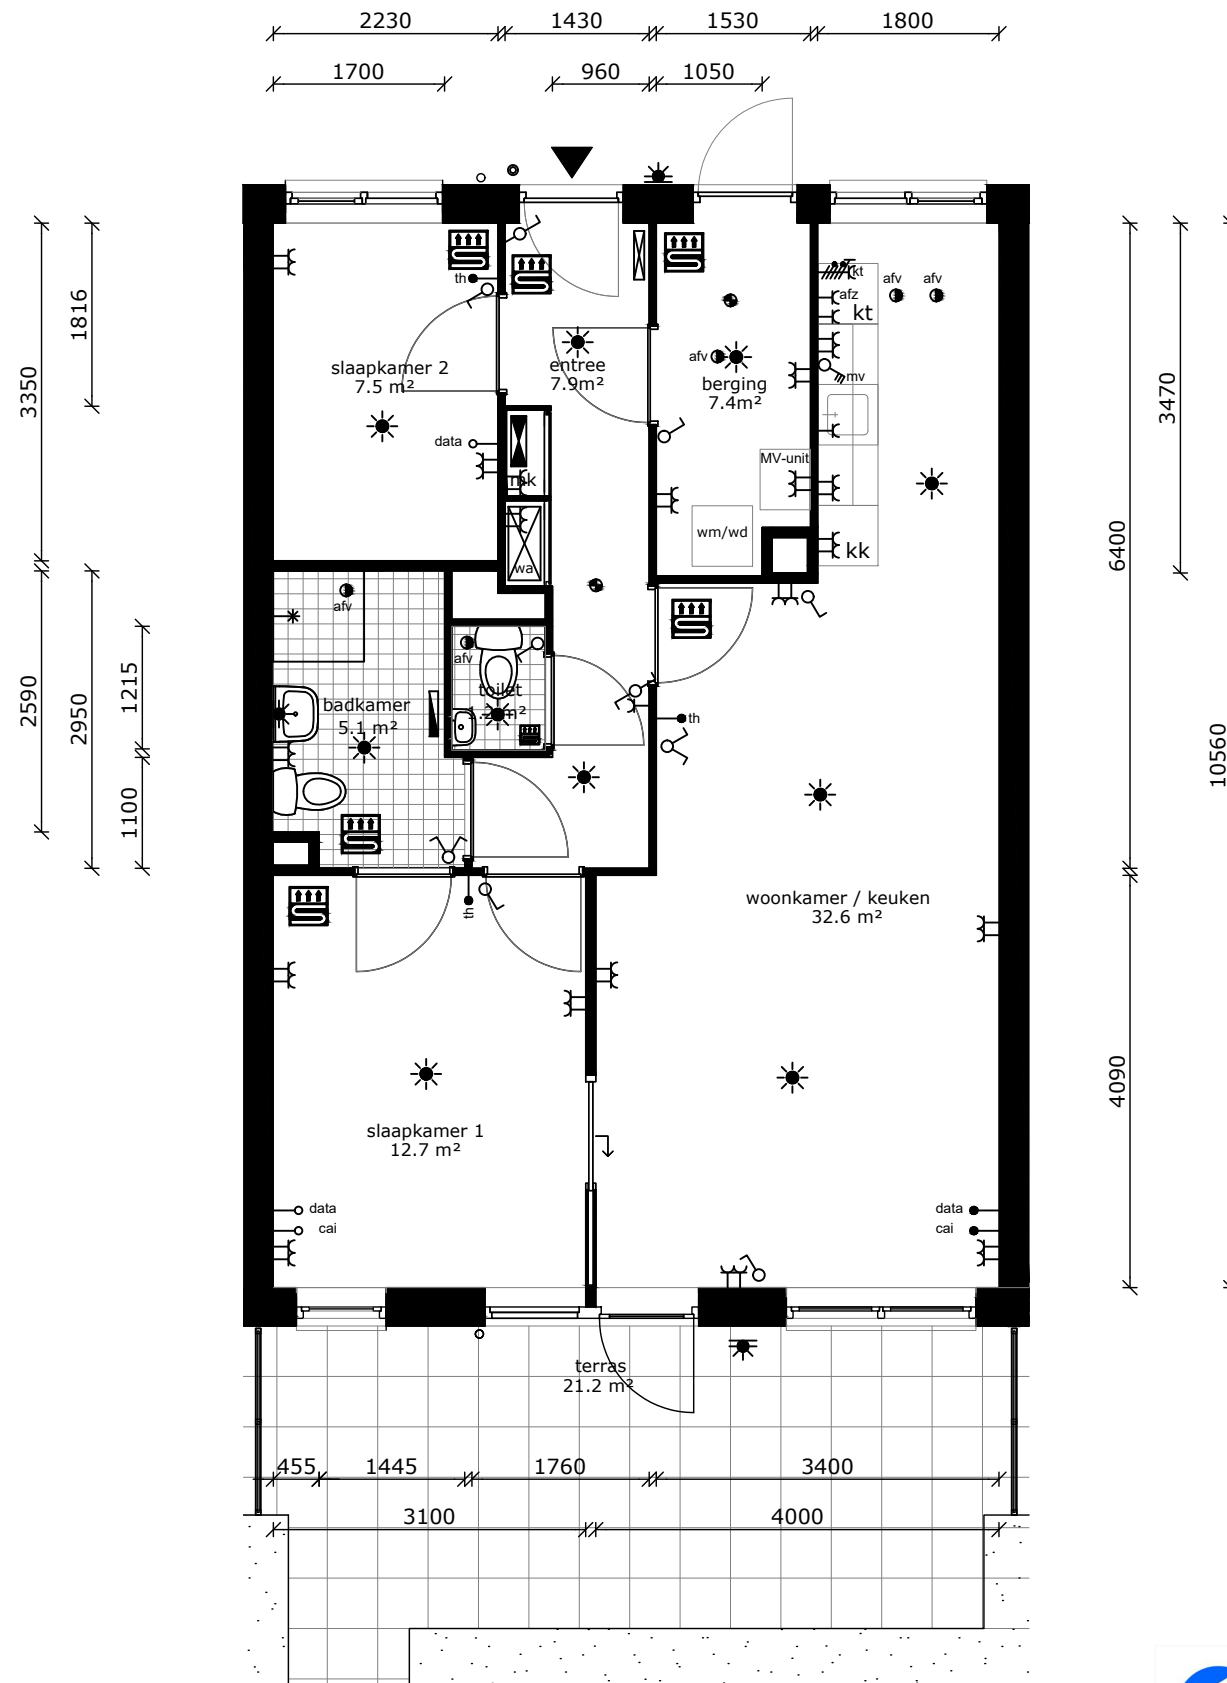 2230
1430
1530
1800
1700
960
1050
3350
1816
2590
2950
1215
1100
6400
3470
4090
10560
th
slaapkamer 2
7.5 m²
data
entree
7.9m²
mk
wa
afv
berging
7.4m²
MV-unit
wm/wd
kt
afz
kt
afv
afv
mv
kk
afv
badkamer
5.1 m²
afv
toilet
th
th
woonkamer / keuken
32.6 m²
slaapkamer 1
12.7 m²
data
cai
data
cai
terras
21.2 m²
455
1445
1760
3400
3100
4000